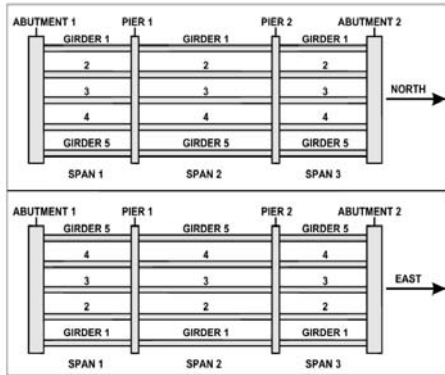 ABUTMENT 1 PIER 1 PIER 2 ABUTMENT 2
GIRDER 1 GIRDER 1 GIRDER 1
2 2 2
3 3 3
NORTH
4 4 4
GIRDER 5 GIRDER 5 GIRDER 5
SPAN 1 SPAN 2 SPAN 3
ABUTMENT 1 PIER 1 PIER 2 ABUTMENT 2
GIRDER 5 GIRDER 5 GIRDER 5
4 4 4
3 3 3
EAST
2 2 2
GIRDER 1 GIRDER 1 GIRDER 1
SPAN 1 SPAN 2 SPAN 3